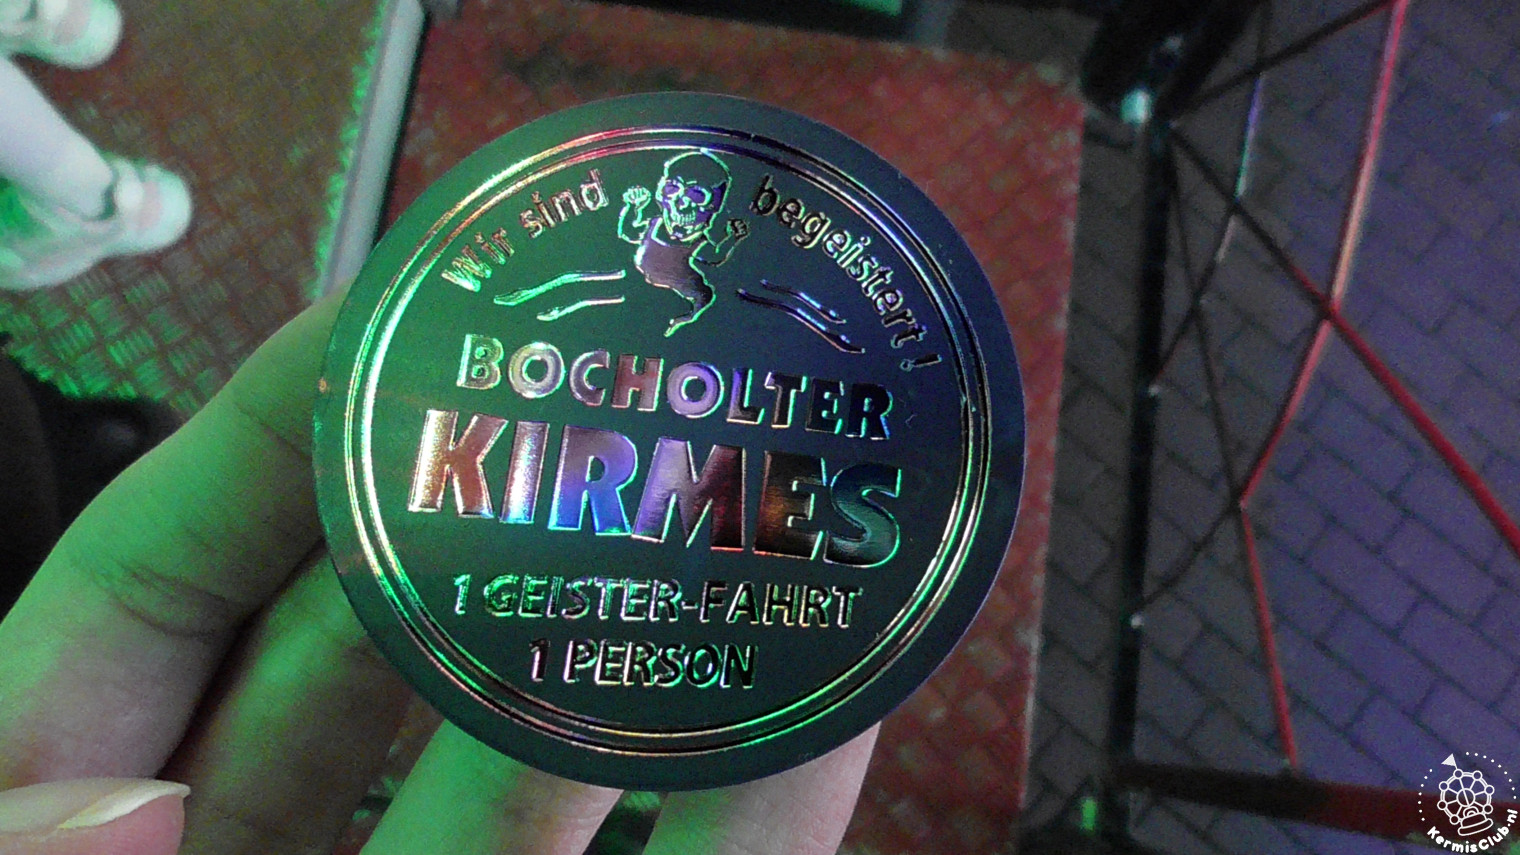 Wir sind begeistert!
BOCHOLTER
KIRMES
1 GEISTER-FAHRT
1 PERSON
KermisClub.nl